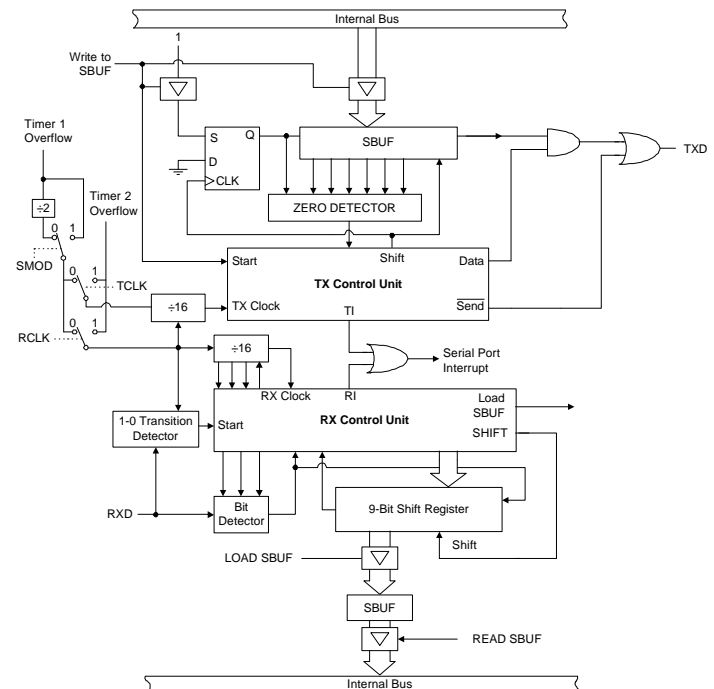 Internal Bus
1
Write to
SBUF
Timer 1
Overflow
S
Q
SBUF
D
CLK
TXD
÷2
Timer 2
Overflow
ZERO DETECTOR
0 1
SMOD
Shift
Start
Data
TX Control Unit
0 1
TCLK
÷16
TX Clock
TI
Send
0 1
RCLK
÷16
Serial Port
Interrupt
RX Clock
RI
Load
SBUF
1-0 Transition
Detector
Start
RX Control Unit
SHIFT
RXD
Bit
Detector
9-Bit Shift Register
Shift
LOAD SBUF
SBUF
READ SBUF
Internal Bus